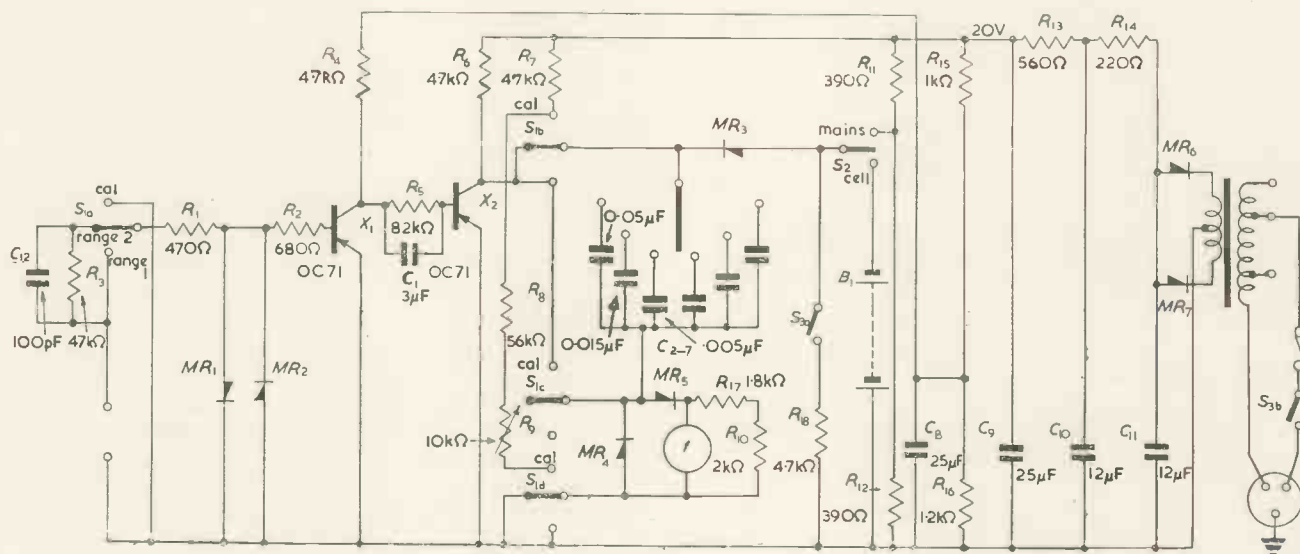 R4
4·7kΩ
R6
47kΩ
R7
47kΩ
R11
390Ω
R15
1kΩ
20V
R13
560Ω
R14
220Ω
cal
S1b
MR3
mains
S2
cell
MR6
cal
S1a
range 2
range 1
R1
470Ω
R2
680Ω
OC71
X1
R5
82kΩ
C1
3μF
OC71
X2
C12
100pF
R3
47kΩ
0·05μF
0·015μF
C2–7
·005μF
R8
56kΩ
B1
S3a
MR7
MR1
MR2
cal
S1c
MR5
R17
1·8kΩ
R9
10kΩ
MR4
R10
2kΩ
R18
4·7kΩ
cal
S1d
R12
390Ω
C8
25μF
R16
1·2kΩ
C9
25μF
C10
12μF
C11
12μF
S3b